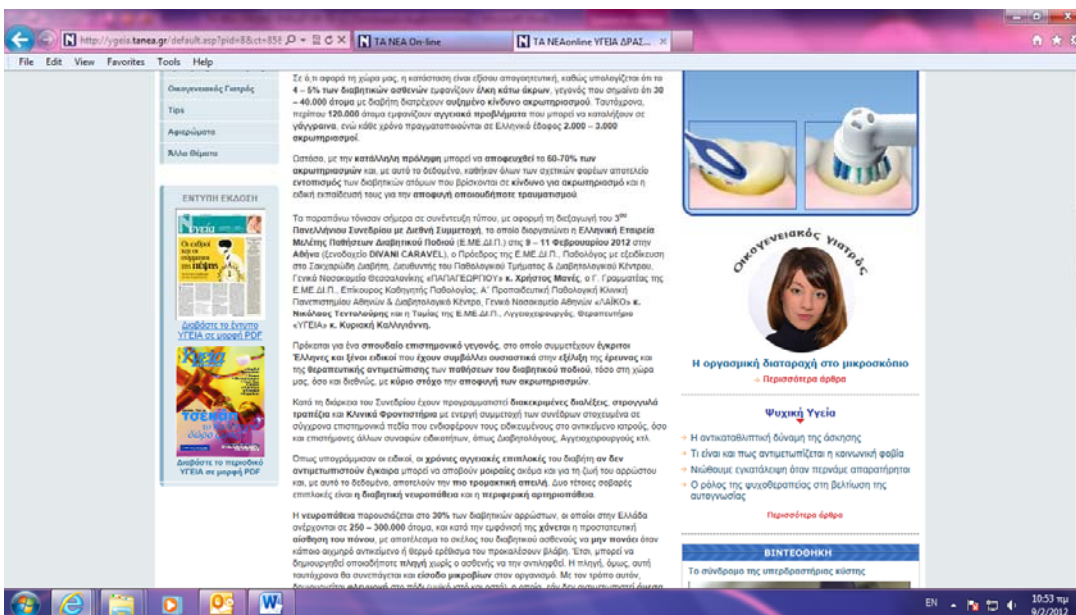 http://ygeia.tanea.gr/default.asp?pid=8&ct=85
TA NEA On-line
TA NEAonline ΥΓΕΙΑ ΔΡΑΣ...
File Edit View Favorites Tools Help
Οικογενειακός Γιατρός
Tips
Αφιερώματα
Άλλα Θέματα
ΕΝΤΥΠΗ ΕΚΔΟΣΗ
Υγεία
Οι εχθροί
και οι
σύμμαχοι
της πέψης
Διαβάστε το έντυπο
ΥΓΕΙΑ σε μορφή PDF
Υγεία
τσεκάπ
δώρο
Διαβάστε το περιοδικό
ΥΓΕΙΑ σε μορφή PDF
Σε ό,τι αφορά τη χώρα μας, η κατάσταση είναι εξίσου απογοητευτική, καθώς υπολογίζεται ότι το
4 – 5% των διαβητικών ασθενών εμφανίζουν έλκη κάτω άκρων, γεγονός που σημαίνει ότι 30
– 40.000 άτομα με διαβήτη διατρέχουν αυξημένο κίνδυνο ακρωτηριασμού. Ταυτόχρονα,
περίπου 120.000 άτομα εμφανίζουν αγγειακά προβλήματα που μπορεί να καταλήξουν σε
γάγγραινα, ενώ κάθε χρόνο πραγματοποιούνται σε Ελληνικό έδαφος 2.000 – 3.000
ακρωτηριασμοί.
Ωστόσο, με την κατάλληλη πρόληψη μπορεί να αποφευχθεί το 60-70% των
ακρωτηριασμών και, με αυτό το δεδομένο, καθήκον όλων των σχετικών φορέων αποτελεί ο
εντοπισμός των διαβητικών ατόμων που βρίσκονται σε κίνδυνο για ακρωτηριασμό και η
ειδική εκπαίδευσή τους για την αποφυγή οποιουδήποτε τραυματισμού.
Τα παραπάνω τόνισαν σήμερα σε συνέντευξη τύπου, με αφορμή τη διεξαγωγή του 3ου
Πανελλήνιου Συνεδρίου με Διεθνή Συμμετοχή, το οποίο διοργανώνει η Ελληνική Εταιρεία
Μελέτης Παθήσεων Διαβητικού Ποδιού (Ε.ΜΕ.ΔΙ.Π.) στις 9 – 11 Φεβρουαρίου 2012 στην
Αθήνα (ξενοδοχείο DIVANI CARAVEL), ο Πρόεδρος της Ε.ΜΕ.ΔΙ.Π., Παθολόγος με εξειδίκευση
στο Σακχαρώδη Διαβήτη, Διευθυντής του Παθολογικού Τμήματος & Διαβητολογικού Κέντρου,
Γενικό Νοσοκομείο Θεσσαλονίκης «ΠΑΠΑΓΕΩΡΓΙΟΥ» κ. Χρήστος Μανές, ο Γ. Γραμματέας της
Ε.ΜΕ.ΔΙ.Π., Επίκουρος Καθηγητής Παθολογίας, Α' Προπαιδευτική Παθολογική Κλινική
Πανεπιστημίου Αθηνών & Διαβητολογικό Κέντρο, Γενικό Νοσοκομείο Αθηνών «ΛΑΪΚΟ» κ.
Νικόλαος Τεντολούρης και η Ταμίας της Ε.ΜΕ.ΔΙ.Π., Αγγειοχειρουργός, Θεραπευτήριο
«ΥΓΕΙΑ» κ. Κυριακή Καλλιγιάννη.
Πρόκειται για ένα σπουδαίο επιστημονικό γεγονός, στο οποίο συμμετέχουν έγκριτοι
Έλληνες και ξένοι ειδικοί που έχουν συμβάλλει ουσιαστικά στην εξέλιξη της έρευνας και
της θεραπευτικής αντιμετώπισης των παθήσεων του διαβητικού ποδιού, τόσο στη χώρα
μας, όσο και διεθνώς, με κύριο στόχο την αποφυγή των ακρωτηριασμών.
Κατά τη διάρκεια του Συνεδρίου έχουν προγραμματιστεί διακεκριμένες διαλέξεις, στρογγυλά
τραπέζια και Κλινικά Φροντιστήρια με ενεργή συμμετοχή των συνέδρων στοχευμένα σε
σύγχρονα επιστημονικά πεδία που ενδιαφέρουν τους ειδικευμένους στο αντικείμενο ιατρούς, όσο
και επιστήμονες άλλων συναφών ειδικοτήτων, όπως Διαβητολόγους, Αγγειοχειρουργούς κτλ.
Όπως υπογράμμισαν οι ειδικοί, οι χρόνιες αγγειακές επιπλοκές του διαβήτη αν δεν
αντιμετωπιστούν έγκαιρα μπορεί να αποβούν μοιραίες ακόμα και για τη ζωή του αρρώστου
και, με αυτό το δεδομένο, αποτελούν την πιο τρομακτική απειλή. Δυο τέτοιες σοβαρές
επιπλοκές είναι η διαβητική νευροπάθεια και η περιφερική αρτηριοπάθεια.
Η νευροπάθεια παρουσιάζεται στο 30% των διαβητικών αρρώστων, οι οποίοι στην Ελλάδα
ανέρχονται σε 250 – 300.000 άτομα, και κατά την εμφάνισή της χάνεται η προστατευτική
αίσθηση του πόνου, με αποτέλεσμα το σκέλος του διαβητικού ασθενούς να μην πονάει όταν
κάποιο αιχμηρό αντικείμενο ή θερμό ερέθισμα του προκαλέσουν βλάβη. Έτσι, μπορεί να
δημιουργηθεί οποιαδήποτε πληγή χωρίς ο ασθενής να την αντιληφθεί. Η πληγή, όμως, αυτή
ταυτόχρονα θα συνεπάγεται και είσοδο μικροβίων στον οργανισμό. Με τον τρόπο αυτόν,
Οικογενειακός Γιατρός
Η οργασμική διαταραχή στο μικροσκόπιο
Περισσότερα άρθρα
Ψυχική Υγεία
Η αντικαταθλιπτική δύναμη της άσκησης
Τι είναι και πως αντιμετωπίζεται η κοινωνική φοβία
Νιώθουμε εγκατάλειψη όταν περνάμε απαρατήρητοι
Ο ρόλος της ψυχοθεραπείας στη βελτίωση της
αυτογνωσίας
Περισσότερα άρθρα
ΒΙΝΤΕΟΘΗΚΗ
Το σύνδρομο της υπερδραστήριας κύστης
EN
10:53 πμ
9/2/2012